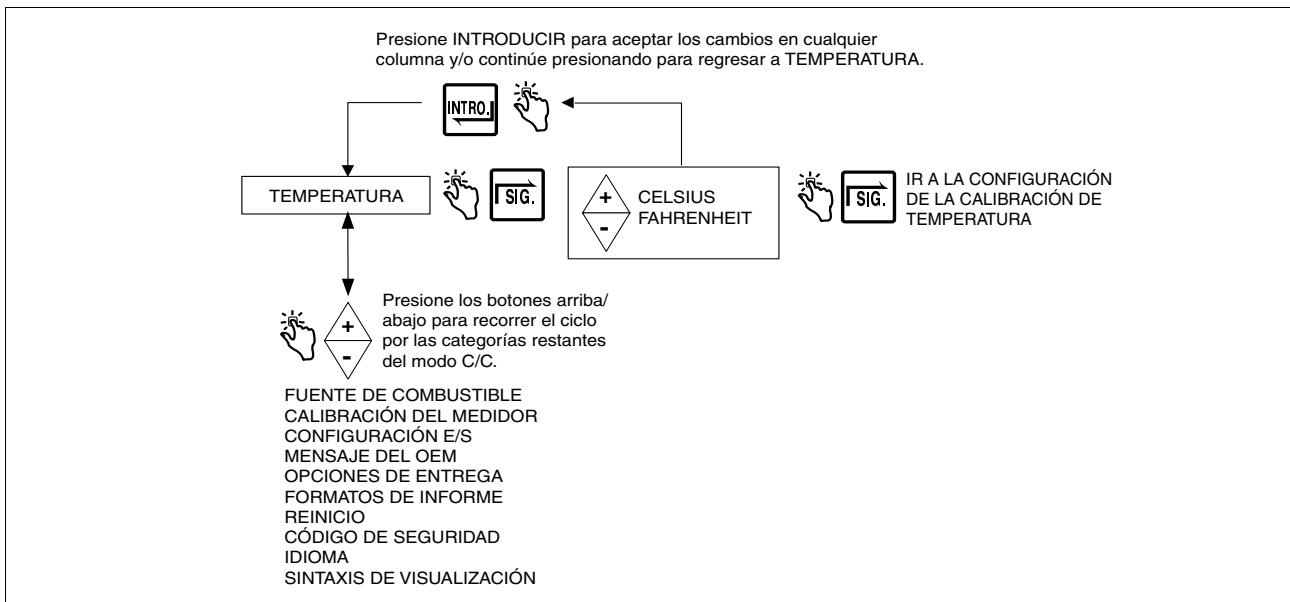 Presione INTRODUCIR para aceptar los cambios en cualquier
columna y/o continúe presionando para regresar a TEMPERATURA.
INTRO.
TEMPERATURA
SIG.
+
-
CELSIUS
FAHRENHEIT
SIG.
IR A LA CONFIGURACIÓN
DE LA CALIBRACIÓN DE
TEMPERATURA
+
-
Presione los botones arriba/
abajo para recorrer el ciclo
por las categorías restantes
del modo C/C.
FUENTE DE COMBUSTIBLE
CALIBRACIÓN DEL MEDIDOR
CONFIGURACIÓN E/S
MENSAJE DEL OEM
OPCIONES DE ENTREGA
FORMATOS DE INFORME
REINICIO
CÓDIGO DE SEGURIDAD
IDIOMA
SINTAXIS DE VISUALIZACIÓN